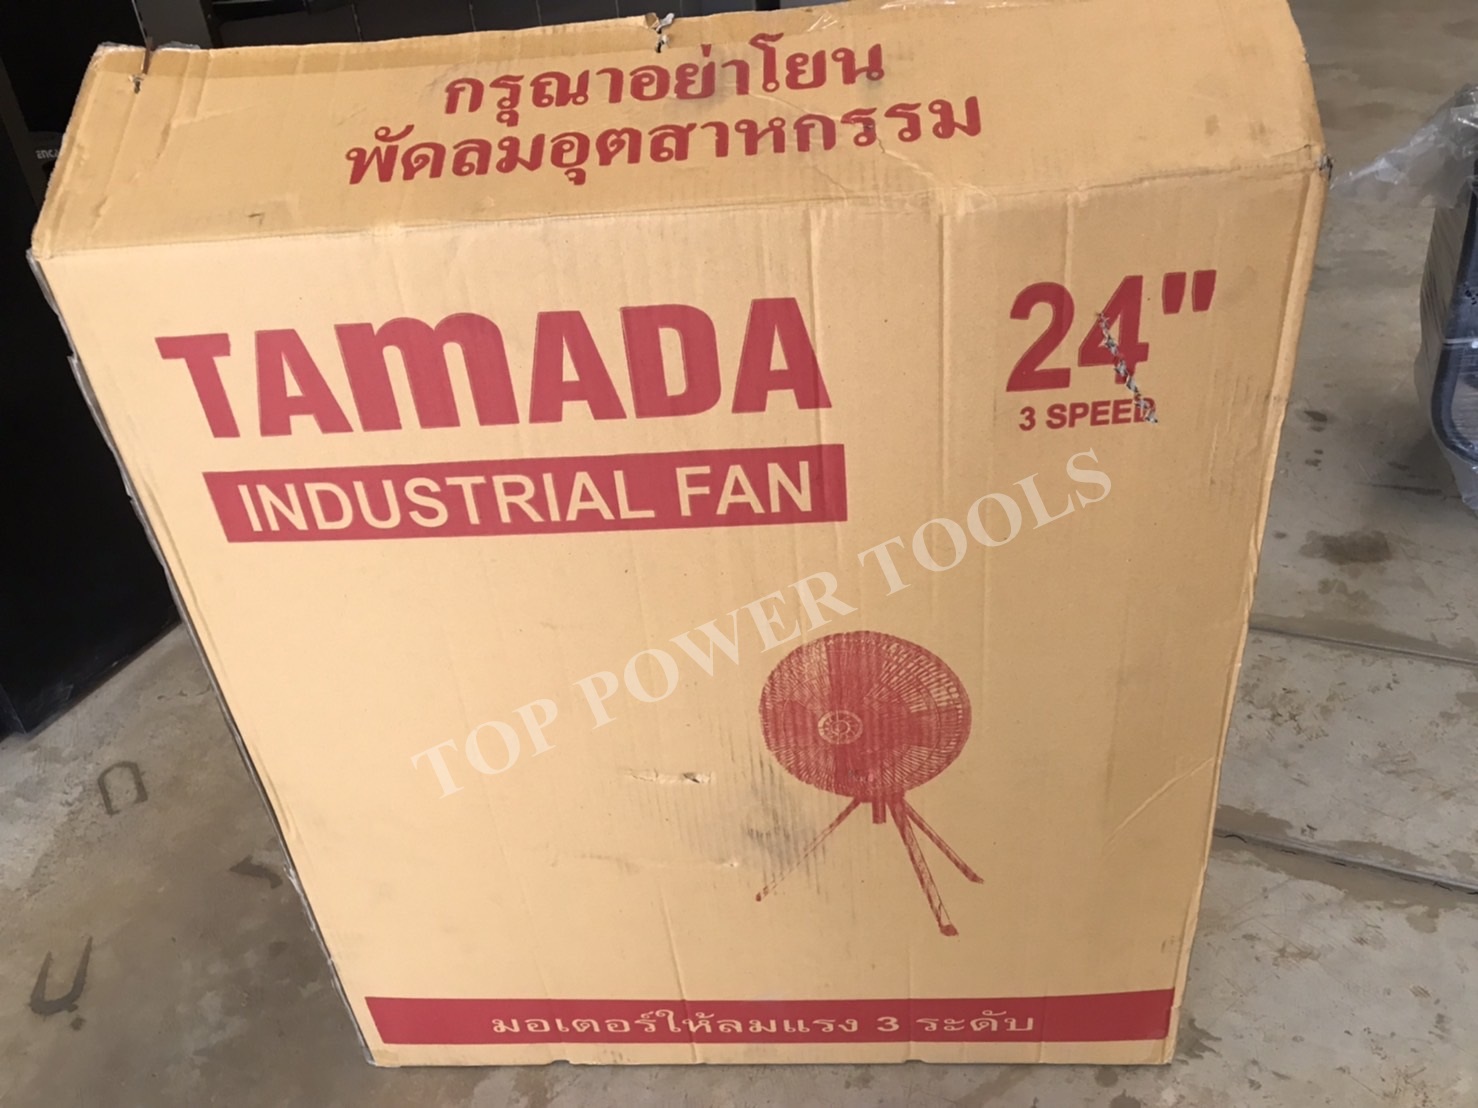 กรุณาอย่าโยน
พัดลมอุตสาหกรรม
TAMADA
24"
3 SPEED
INDUSTRIAL FAN
TOP POWER TOOLS
มอเตอร์ให้ลมแรง 3 ระดับ